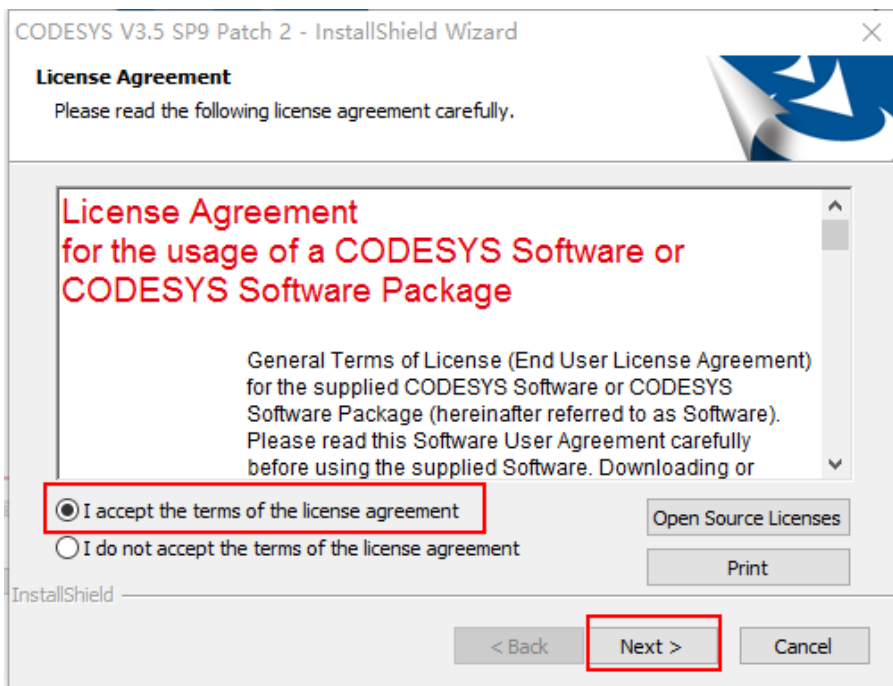 CODESYS V3.5 SP9 Patch 2 - InstallShield Wizard
License Agreement
Please read the following license agreement carefully.
License Agreement
for the usage of a CODESYS Software or
CODESYS Software Package
General Terms of License (End User License Agreement)
for the supplied CODESYS Software or CODESYS
Software Package (hereinafter referred to as Software).
Please read this Software User Agreement carefully
before using the supplied Software. Downloading or
I accept the terms of the license agreement
Open Source Licenses
I do not accept the terms of the license agreement
Print
InstallShield
< Back
Next >
Cancel